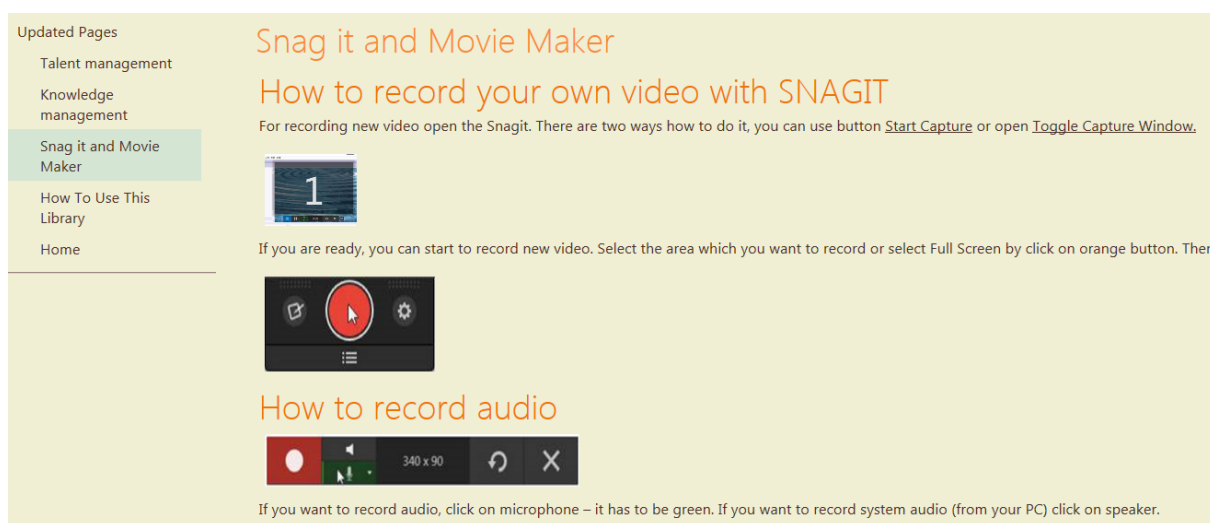 Updated Pages
Talent management
Knowledge
management
Snag it and Movie
Maker
How To Use This
Library
Home
Snag it and Movie Maker
How to record your own video with SNAGIT
For recording new video open the Snagit. There are two ways how to do it, you can use button Start Capture or open Toggle Capture Window.
1
If you are ready, you can start to record new video. Select the area which you want to record or select Full Screen by click on orange button. Ther
How to record audio
340 x 90
If you want to record audio, click on microphone – it has to be green. If you want to record system audio (from your PC) click on speaker.